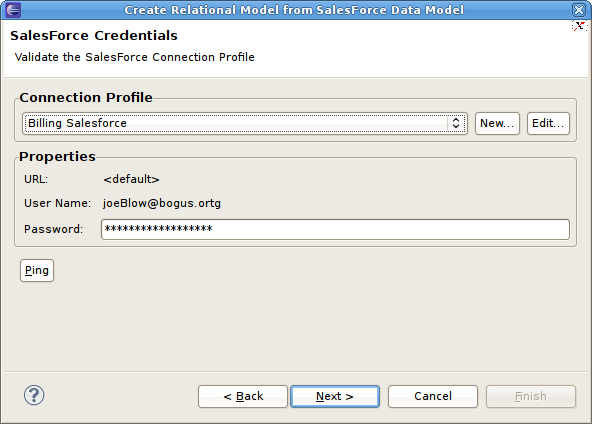 Create Relational Model from SalesForce Data Model
SalesForce Credentials
Validate the SalesForce Connection Profile
Connection Profile
Billing Salesforce
New...
Edit...
Properties
URL: <default>
User Name: joeBlow@bogus.ortg
Password: ******************
Ping
? < Back Next > Cancel Finish